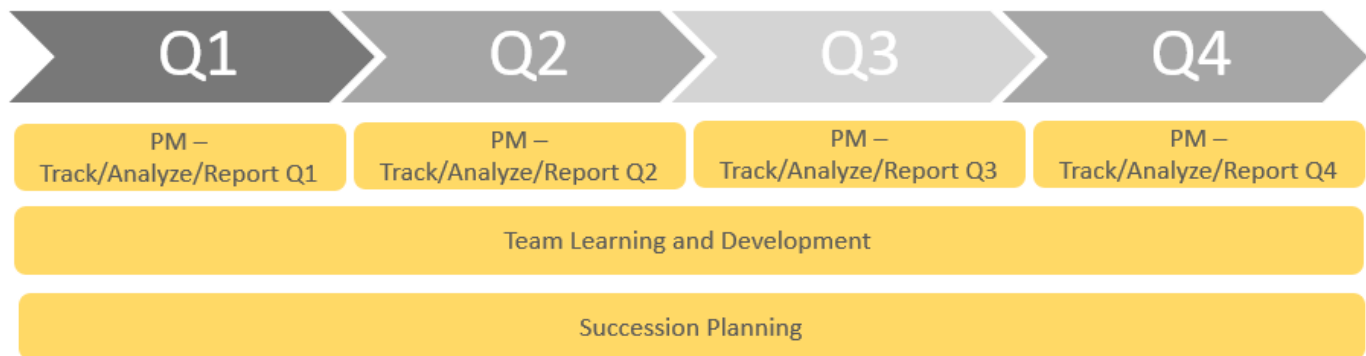 Q1
Q2
Q3
Q4
PM –
Track/Analyze/Report Q1
PM –
Track/Analyze/Report Q2
PM –
Track/Analyze/Report Q3
PM –
Track/Analyze/Report Q4
Team Learning and Development
Succession Planning